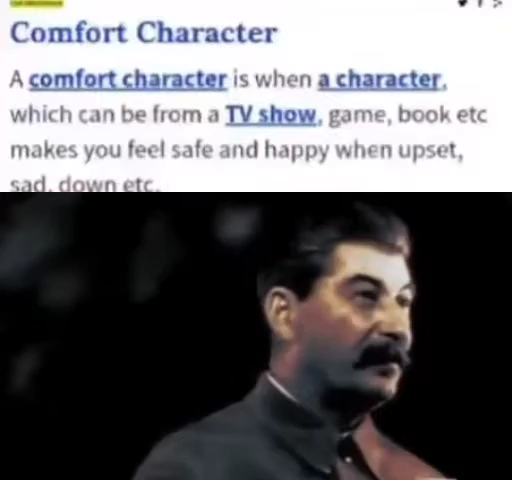 Comfort Character
A comfort character is when a character,
which can be from a TV show, game, book etc
makes you feel safe and happy when upset,
sad, down etc.